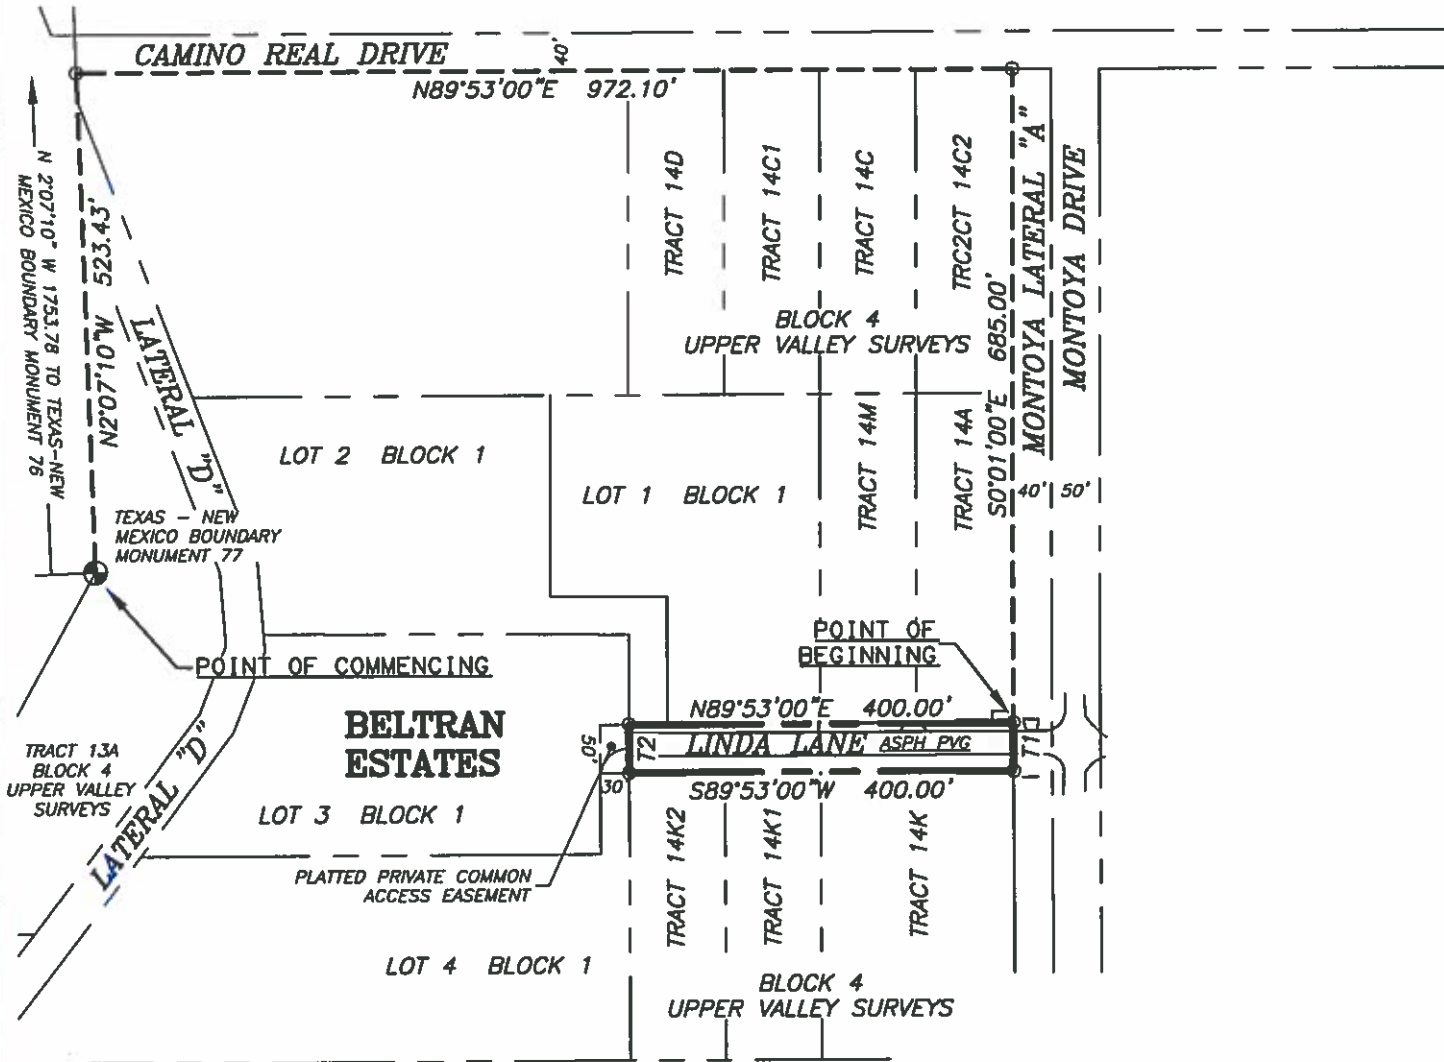 CAMINO REAL DRIVE
40'
N89°53'00"E 972.10'
N 2°07'10" W 1753.78 TO TEXAS-NEW
MEXICO BOUNDARY MONUMENT 76
N2°07'10"W 523.43'
LATERAL "D"
TRACT 14D
TRACT 14C1
TRACT 14C
TRC2CT 14C2
BLOCK 4
UPPER VALLEY SURVEYS
S0°01'00"E 685.00'
MONTOYA LATERAL "A"
MONTOYA DRIVE
LOT 2 BLOCK 1
LOT 1 BLOCK 1
TRACT 14M
TRACT 14A
40' 50'
TEXAS - NEW
MEXICO BOUNDARY
MONUMENT 77
POINT OF COMMENCING
POINT OF
BEGINNING
BELTRAN
ESTATES
N89°53'00"E 400.00'
50'
T2
LINDA LANE
ASPH PVG
T1
30'
S89°53'00"W 400.00'
TRACT 13A
BLOCK 4
UPPER VALLEY
SURVEYS
LATERAL "D"
LOT 3 BLOCK 1
PLATTED PRIVATE COMMON
ACCESS EASEMENT
TRACT 14K2
TRACT 14K1
TRACT 14K
LOT 4 BLOCK 1
BLOCK 4
UPPER VALLEY SURVEYS